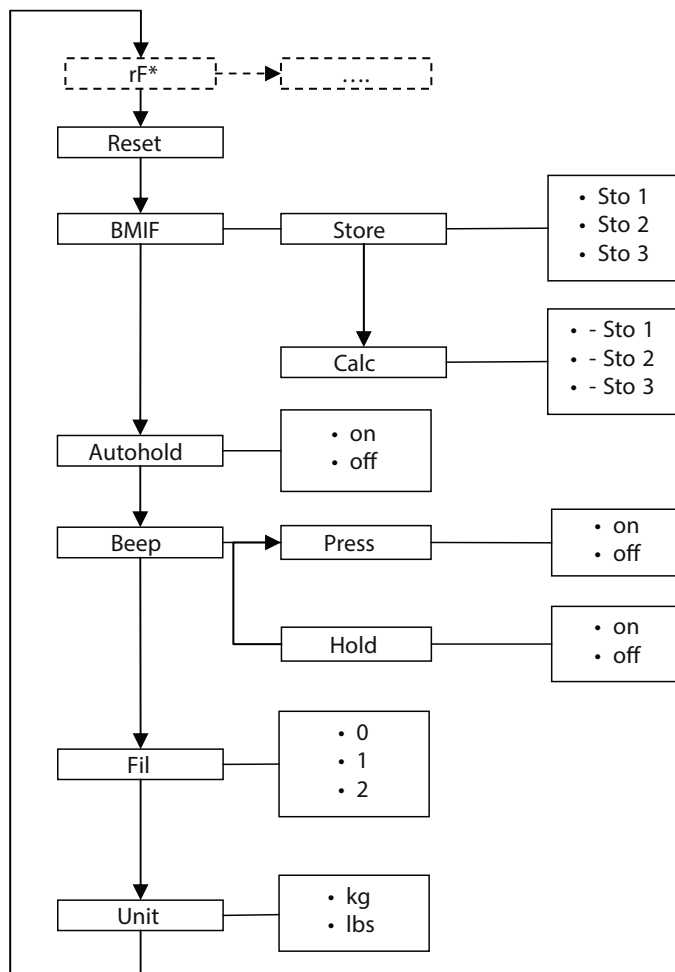 rF*
....
Reset
BMIF
Store
• Sto 1
• Sto 2
• Sto 3
Calc
• - Sto 1
• - Sto 2
• - Sto 3
Autohold
• on
• off
Beep
Press
• on
• off
Hold
• on
• off
Fil
• 0
• 1
• 2
Unit
• kg
• lbs